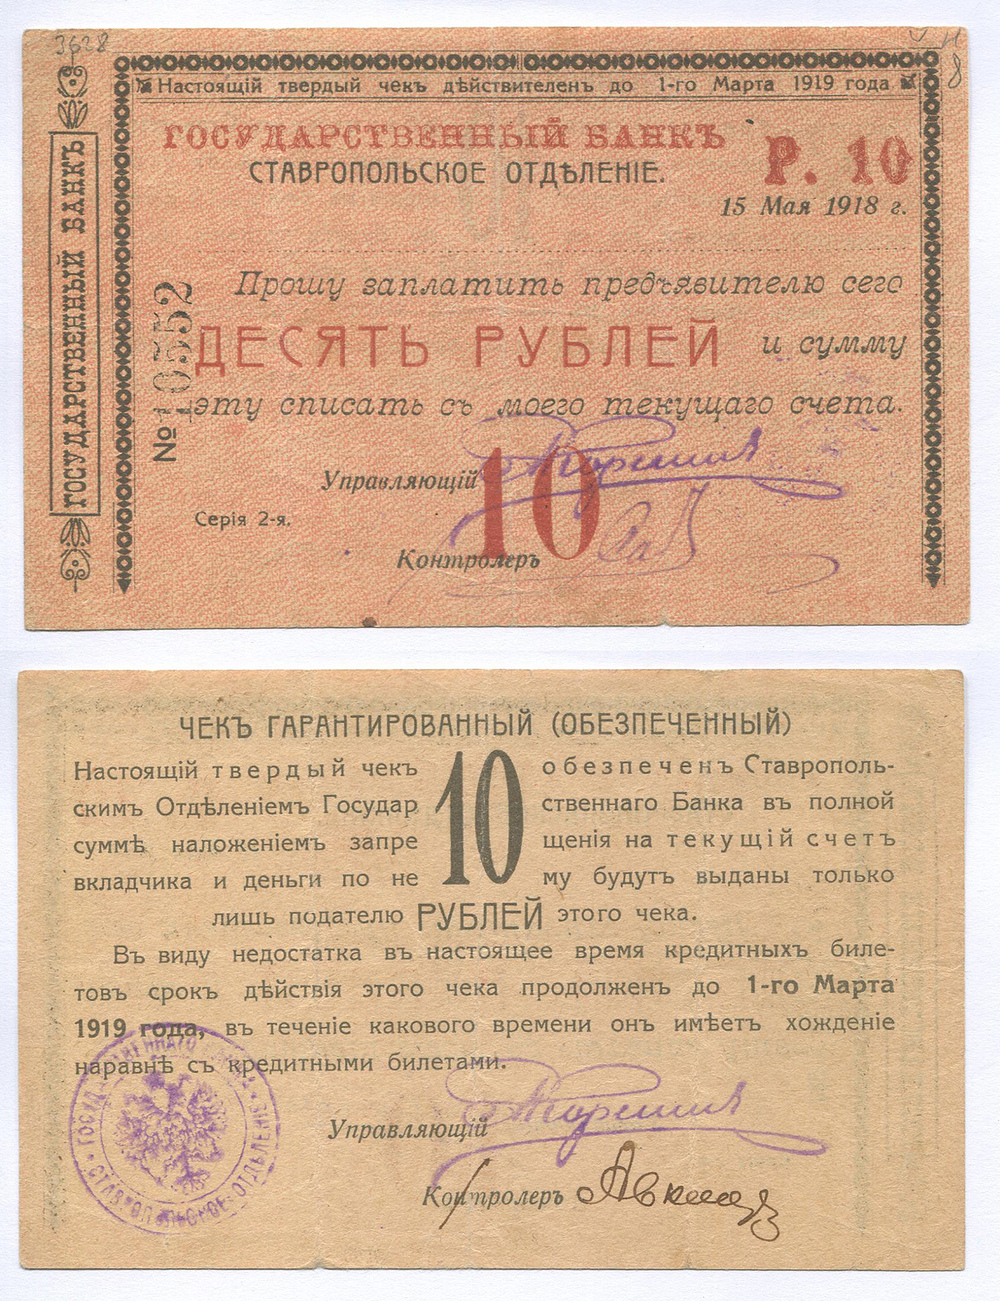 3628
Настоящій твердый чекъ дѣйствителенъ до 1-го Марта 1919 года
ГОСУДАРСТВЕННЫЙ БАНКЪ
СТАВРОПОЛЬСКОЕ ОТДѢЛЕНІЕ.
Р. 10
15 Мая 1918 г.
ГОСУДАРСТВЕННЫЙ БАНКЪ
№ 10552
Прошу заплатить предъявителю сего
ДЕСЯТЬ РУБЛЕЙ и сумму
эту списать съ моего текущаго счета.
Управляющій
10
Серія 2-я.
Контролеръ
ЧЕКЪ ГАРАНТИРОВАННЫЙ (ОБЕЗПЕЧЕННЫЙ)
Настоящій твердый чекъ 10 обезпеченъ Ставрополь-
скимъ Отдѣленіемъ Государ ственнаго Банка въ полной
суммѣ наложеніемъ запре щенія на текущій счетъ
вкладчика и деньги по не му будутъ выданы только
лишь подателю РУБЛЕЙ этого чека.
Въ виду недостатка въ настоящее время кредитныхъ биле-
товъ срокъ дѣйствія этого чека продолженъ до 1-го Марта
1919 года, въ теченіе какового времени онъ имѣетъ хожденіе
наравнѣ съ кредитными билетами.
Управляющій
Контролеръ
СТАВРОПОЛЬСКОЕ ОТДѢЛЕНІЕ